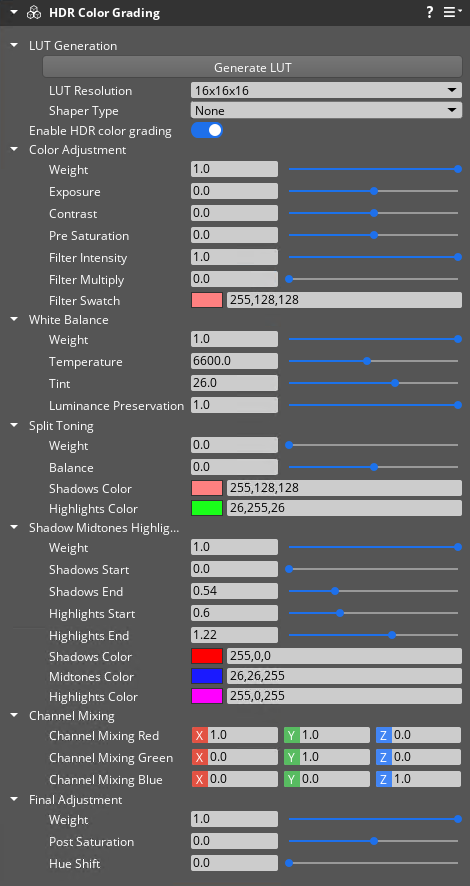 HDR Color Grading ?
LUT Generation
Generate LUT
LUT Resolution 16x16x16
Shaper Type None
Enable HDR color grading
Color Adjustment
Weight 1.0
Exposure 0.0
Contrast 0.0
Pre Saturation 0.0
Filter Intensity 1.0
Filter Multiply 0.0
Filter Swatch 255,128,128
White Balance
Weight 1.0
Temperature 6600.0
Tint 26.0
Luminance Preservation 1.0
Split Toning
Weight 0.0
Balance 0.0
Shadows Color 255,128,128
Highlights Color 26,255,26
Shadow Midtones Highlig...
Weight 1.0
Shadows Start 0.0
Shadows End 0.54
Highlights Start 0.6
Highlights End 1.22
Shadows Color 255,0,0
Midtones Color 26,26,255
Highlights Color 255,0,255
Channel Mixing
Channel Mixing Red X 1.0 Y 1.0 Z 0.0
Channel Mixing Green X 0.0 Y 1.0 Z 0.0
Channel Mixing Blue X 0.0 Y 0.0 Z 1.0
Final Adjustment
Weight 1.0
Post Saturation 0.0
Hue Shift 0.0